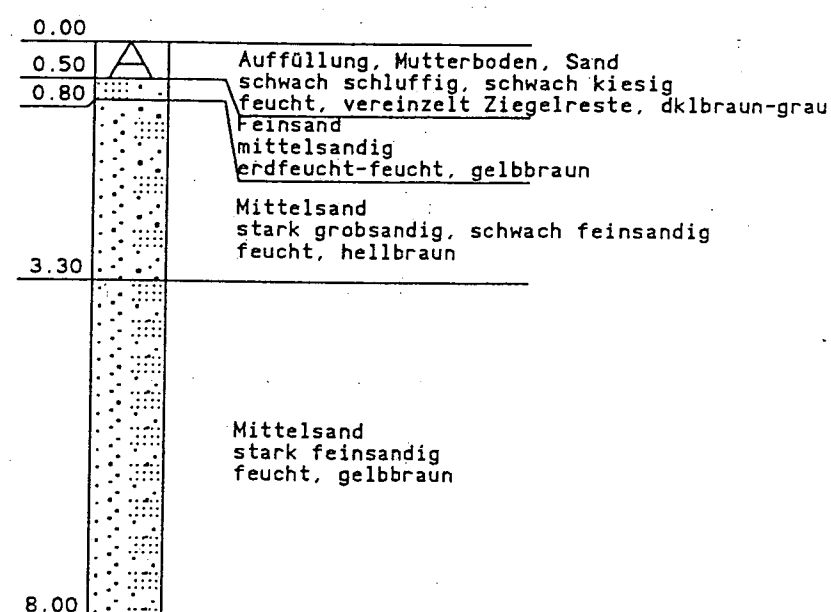 0.00
A
0.50
Auffüllung, Mutterboden, Sand
schwach schluffig, schwach kiesig
0.80
feucht, vereinzelt Ziegelreste, dklbraun-grau
Feinsand
mittelsandig
erdfeucht-feucht, gelbbraun
Mittelsand
stark grobsandig, schwach feinsandig
feucht, hellbraun
3.30
Mittelsand
stark feinsandig
feucht, gelbbraun
8.00